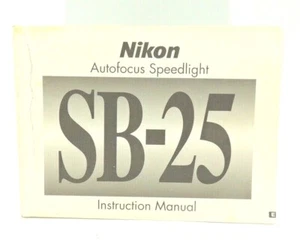 Nikon
Autofocus Speedlight
SB-25
Instruction Manual